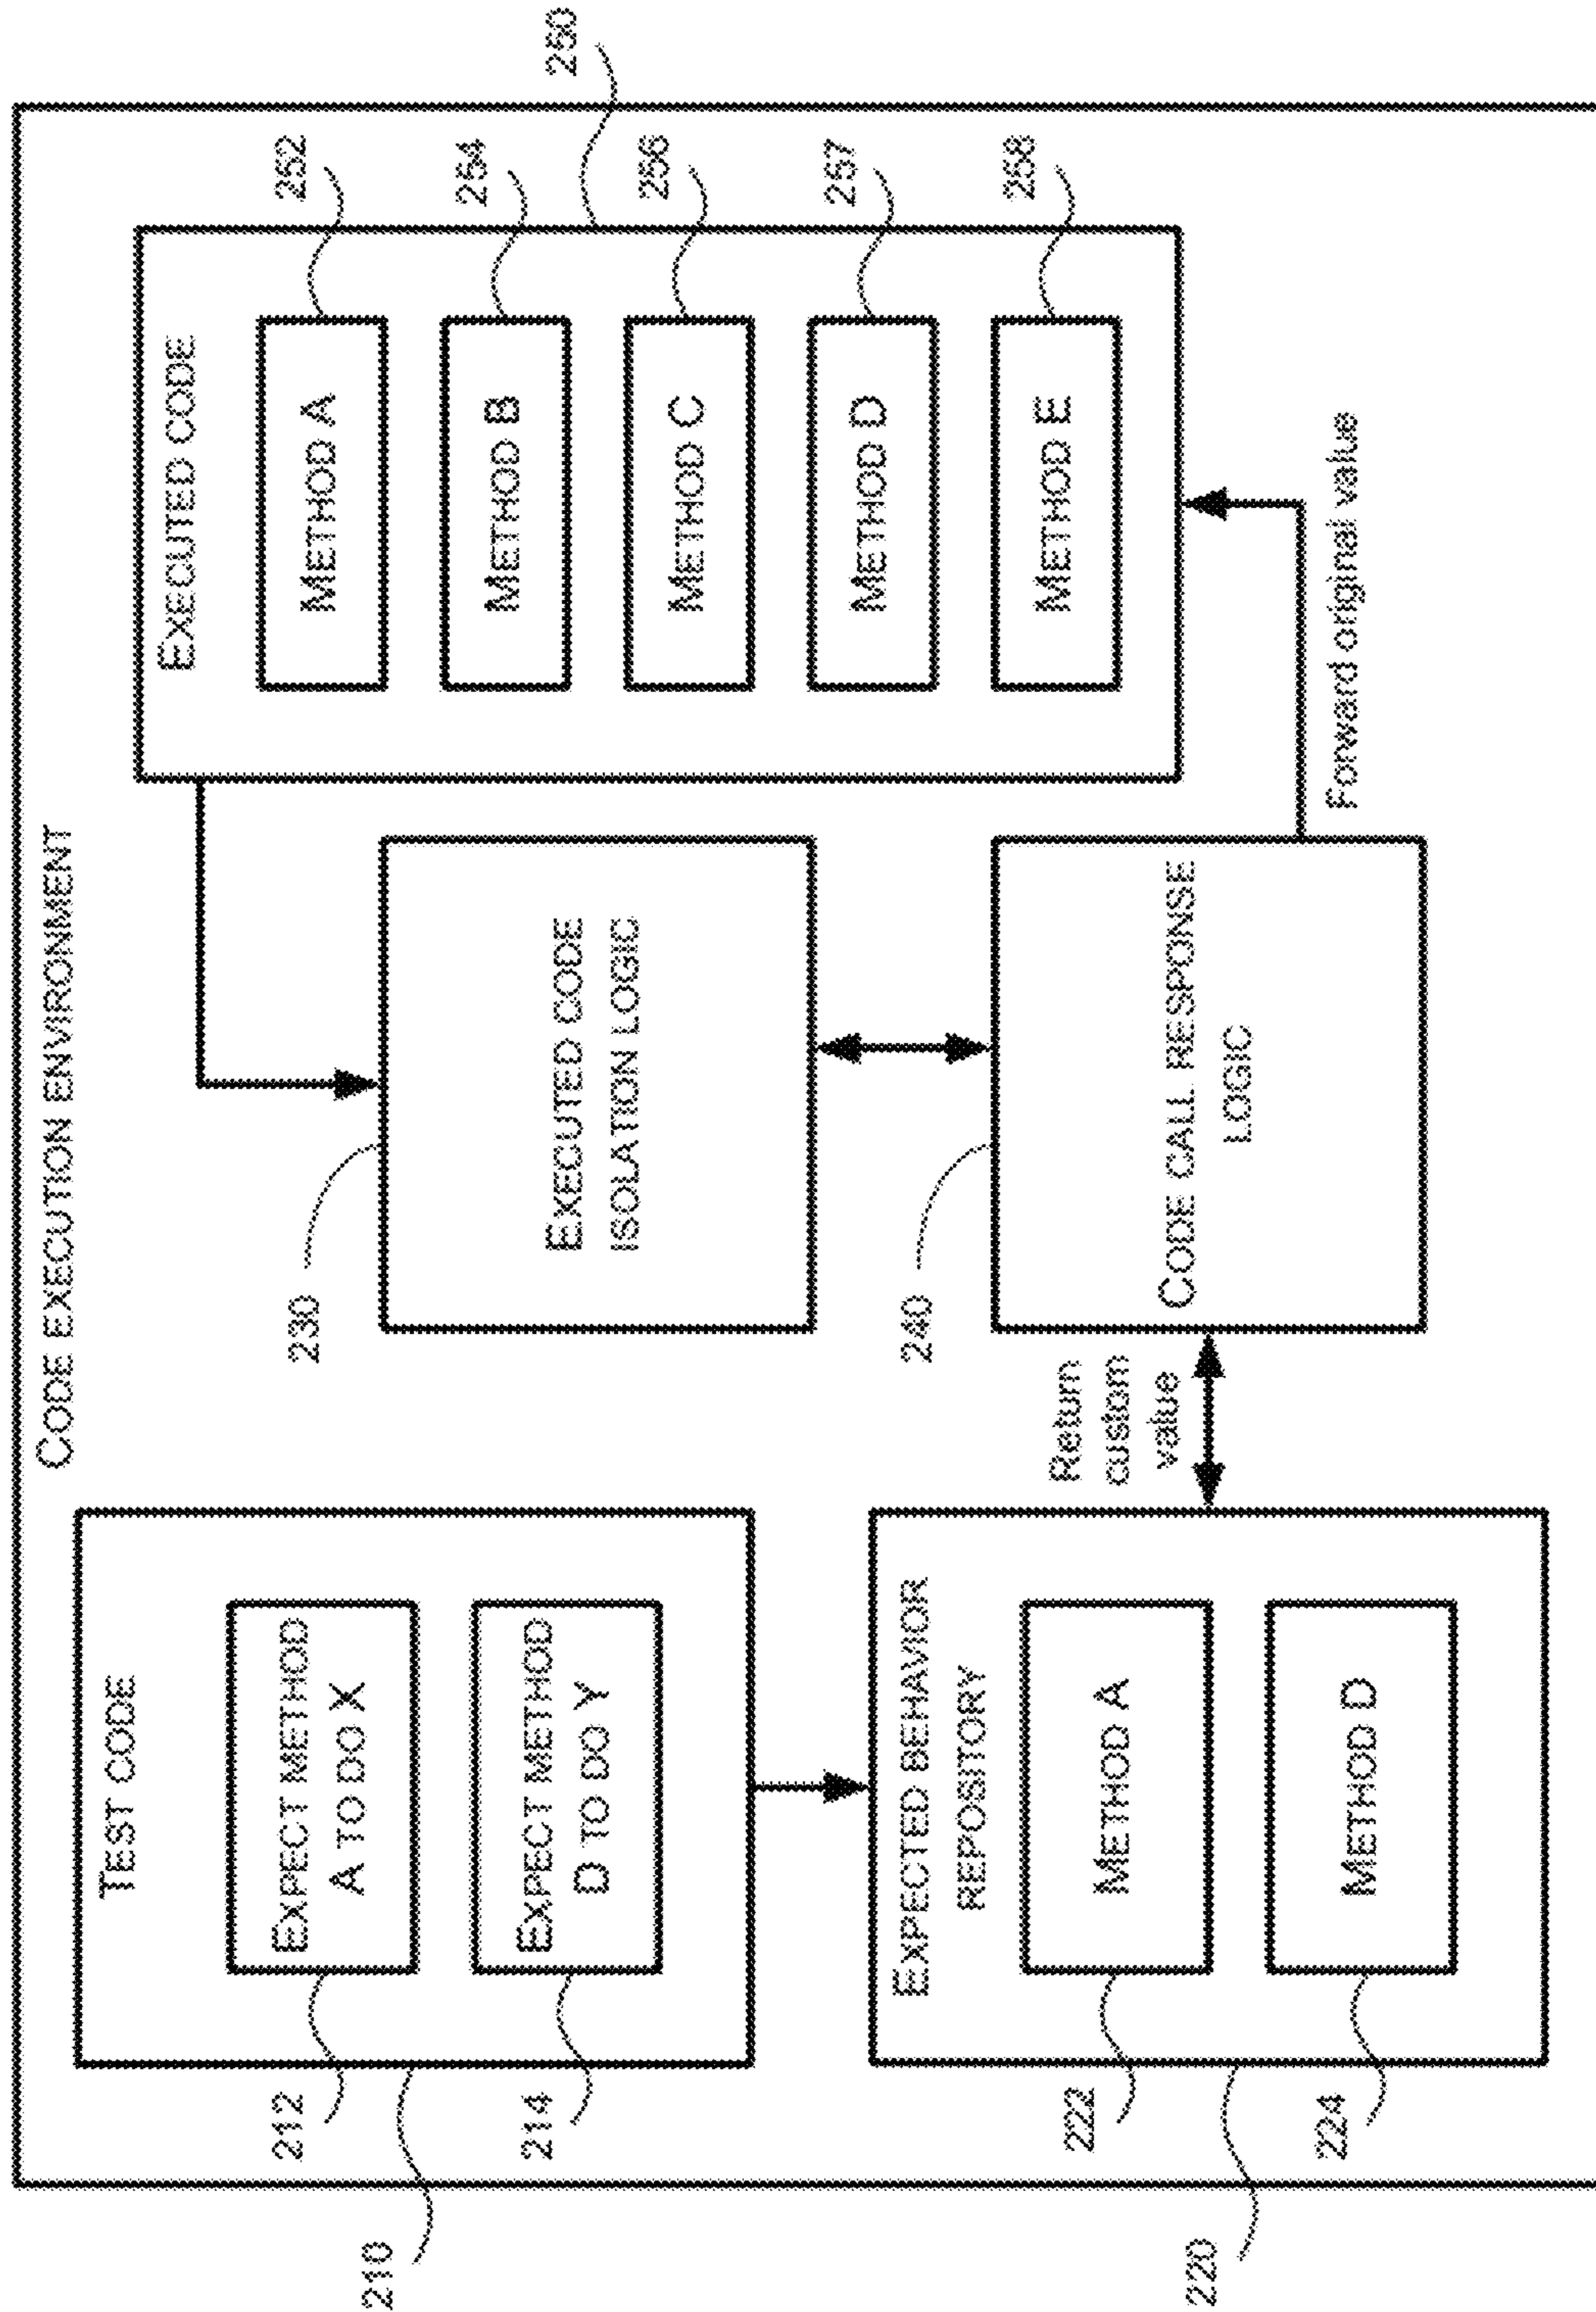 CODE EXECUTION ENVIRONMENT
TEST CODE
EXPECT METHOD
A TO DO X
EXPECT METHOD
D TO DO Y
212
214
210
EXPECTED BEHAVIOR
REPOSITORY
METHOD A
METHOD D
222
224
220
Return
custom
value
230
EXECUTED CODE
ISOLATION LOGIC
240
CODE CALL RESPONSE
LOGIC
EXECUTED CODE
METHOD A
METHOD B
METHOD C
METHOD D
METHOD E
252
254
250
256
257
258
Forward original value